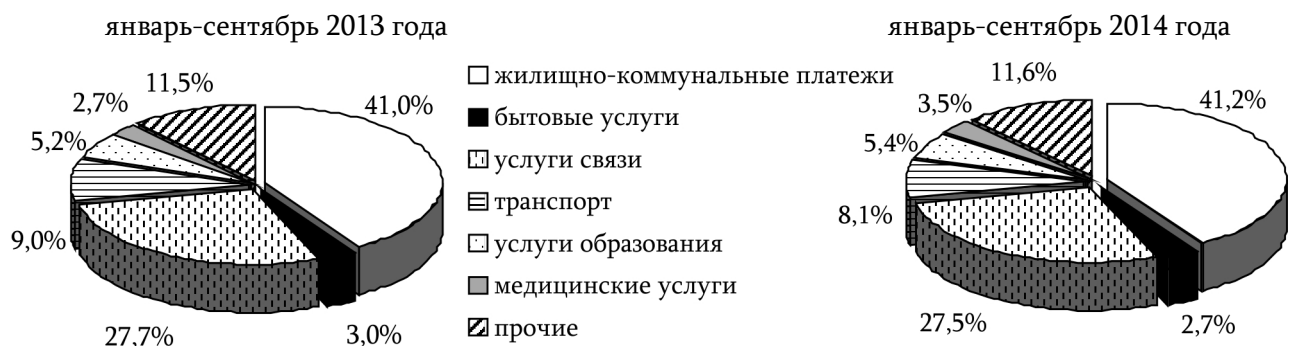 январь-сентябрь 2013 года
11,5%
2,7%
41,0%
5,2%
9,0%
27,7%
3,0%
жилищно-коммунальные платежи
бытовые услуги
услуги связи
транспорт
услуги образования
медицинские услуги
прочие
январь-сентябрь 2014 года
11,6%
3,5%
41,2%
5,4%
8,1%
27,5%
2,7%